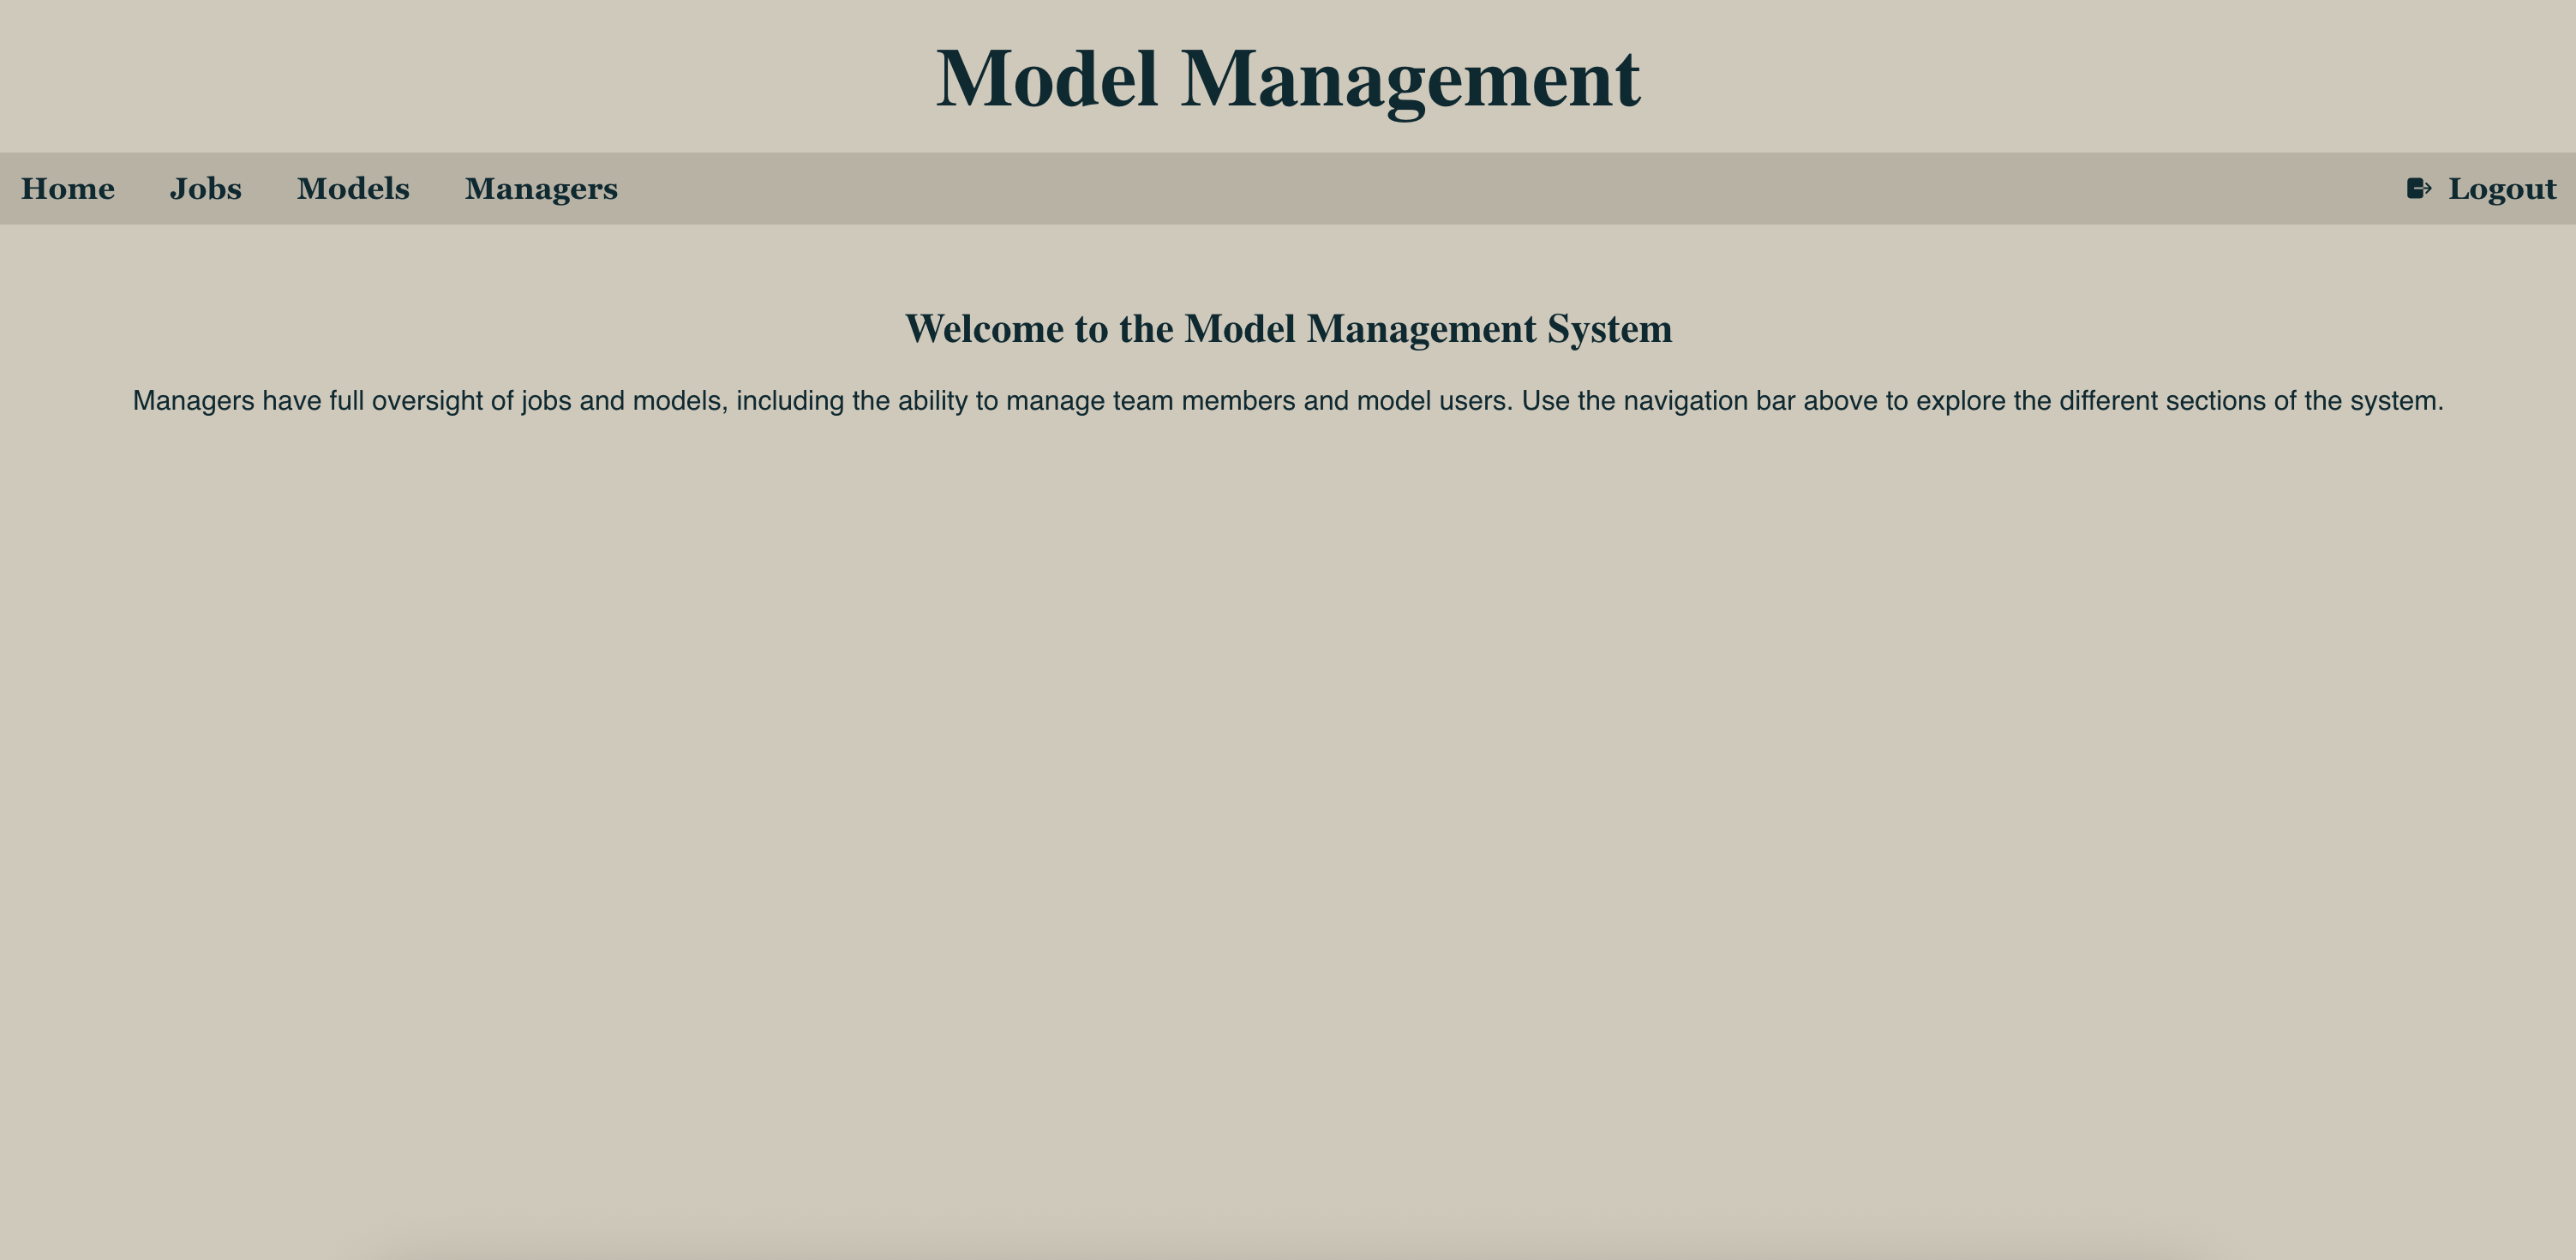 Model Management
Home Jobs Models Managers Logout
Welcome to the Model Management System
Managers have full oversight of jobs and models, including the ability to manage team members and model users. Use the navigation bar above to explore the different sections of the system.